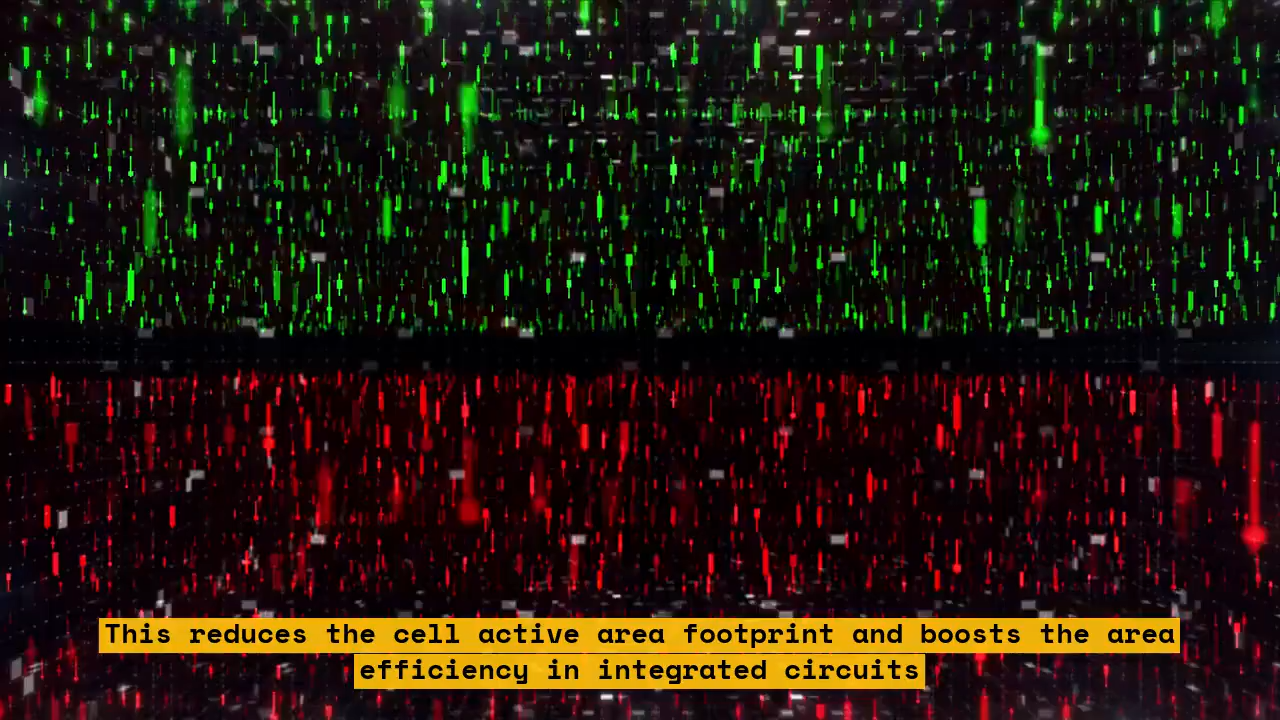 This reduces the cell active area footprint and boosts the area
efficiency in integrated circuits